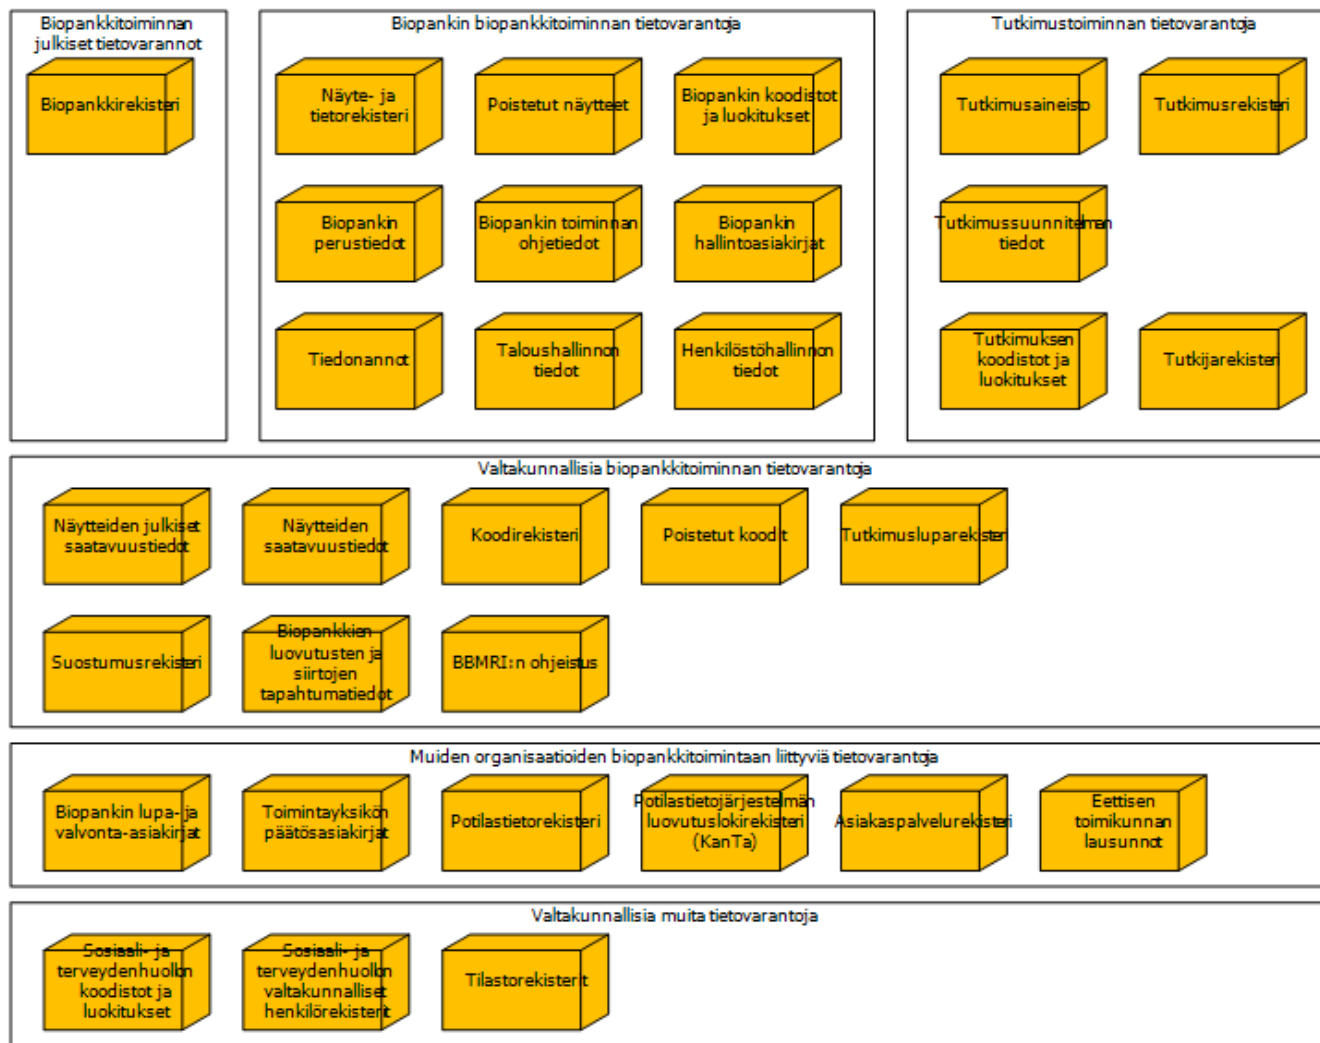 Biopankkitoiminnan
julkiset tietovarannot
Biopankkirekisteri
Biopankin biopankkitoiminnan tietovarantoja
Näyte- ja
tietorekisteri
Poistetut näytteet
Biopankin koodistot
ja luokitukset
Biopankin
perustiedot
Biopankin toiminnan
ohjetiedot
Biopankin
hallintoasiakirjat
Tiedonannot
Taloushallinnon
tiedot
Henkilöstöhallinnon
tiedot
Tutkimustoiminnan tietovarantoja
Tutkimusaineisto
Tutkimusrekisteri
Tutkimussuunnitelman
tiedot
Tutkimuksen
koodistot ja
luokitukset
Tutkijarekisteri
Valtakunnallisia biopankkitoiminnan tietovarantoja
Näytteiden julkiset
saatavuustiedot
Näytteiden
saatavuustiedot
Koodirekisteri
Poistetut koodit
Tutkimusluparekisteri
Suostumusrekisteri
Biopankkien
luovutusten ja
siirtojen
tapahtumatiedot
BBMRI:n ohjeistus
Muiden organisaatioiden biopankkitoimintaan liittyviä tietovarantoja
Biopankin lupa- ja
valvonta-asiakirjat
Toimintayksikön
päätösasiakirjat
Potilastietorekisteri
Potilastietojärjestelmän
luovutuslokirekisteri
(KanTa)
Asiakaspalvelurekisteri
Eettisen
toimikunnan
lausunnot
Valtakunnallisia muita tietovarantoja
Sosiaali- ja
terveydenhuollon
koodistot ja
luokitukset
Sosiaali- ja
terveydenhuollon
valtakunnalliset
henkilörekisterit
Tilastorekisterit